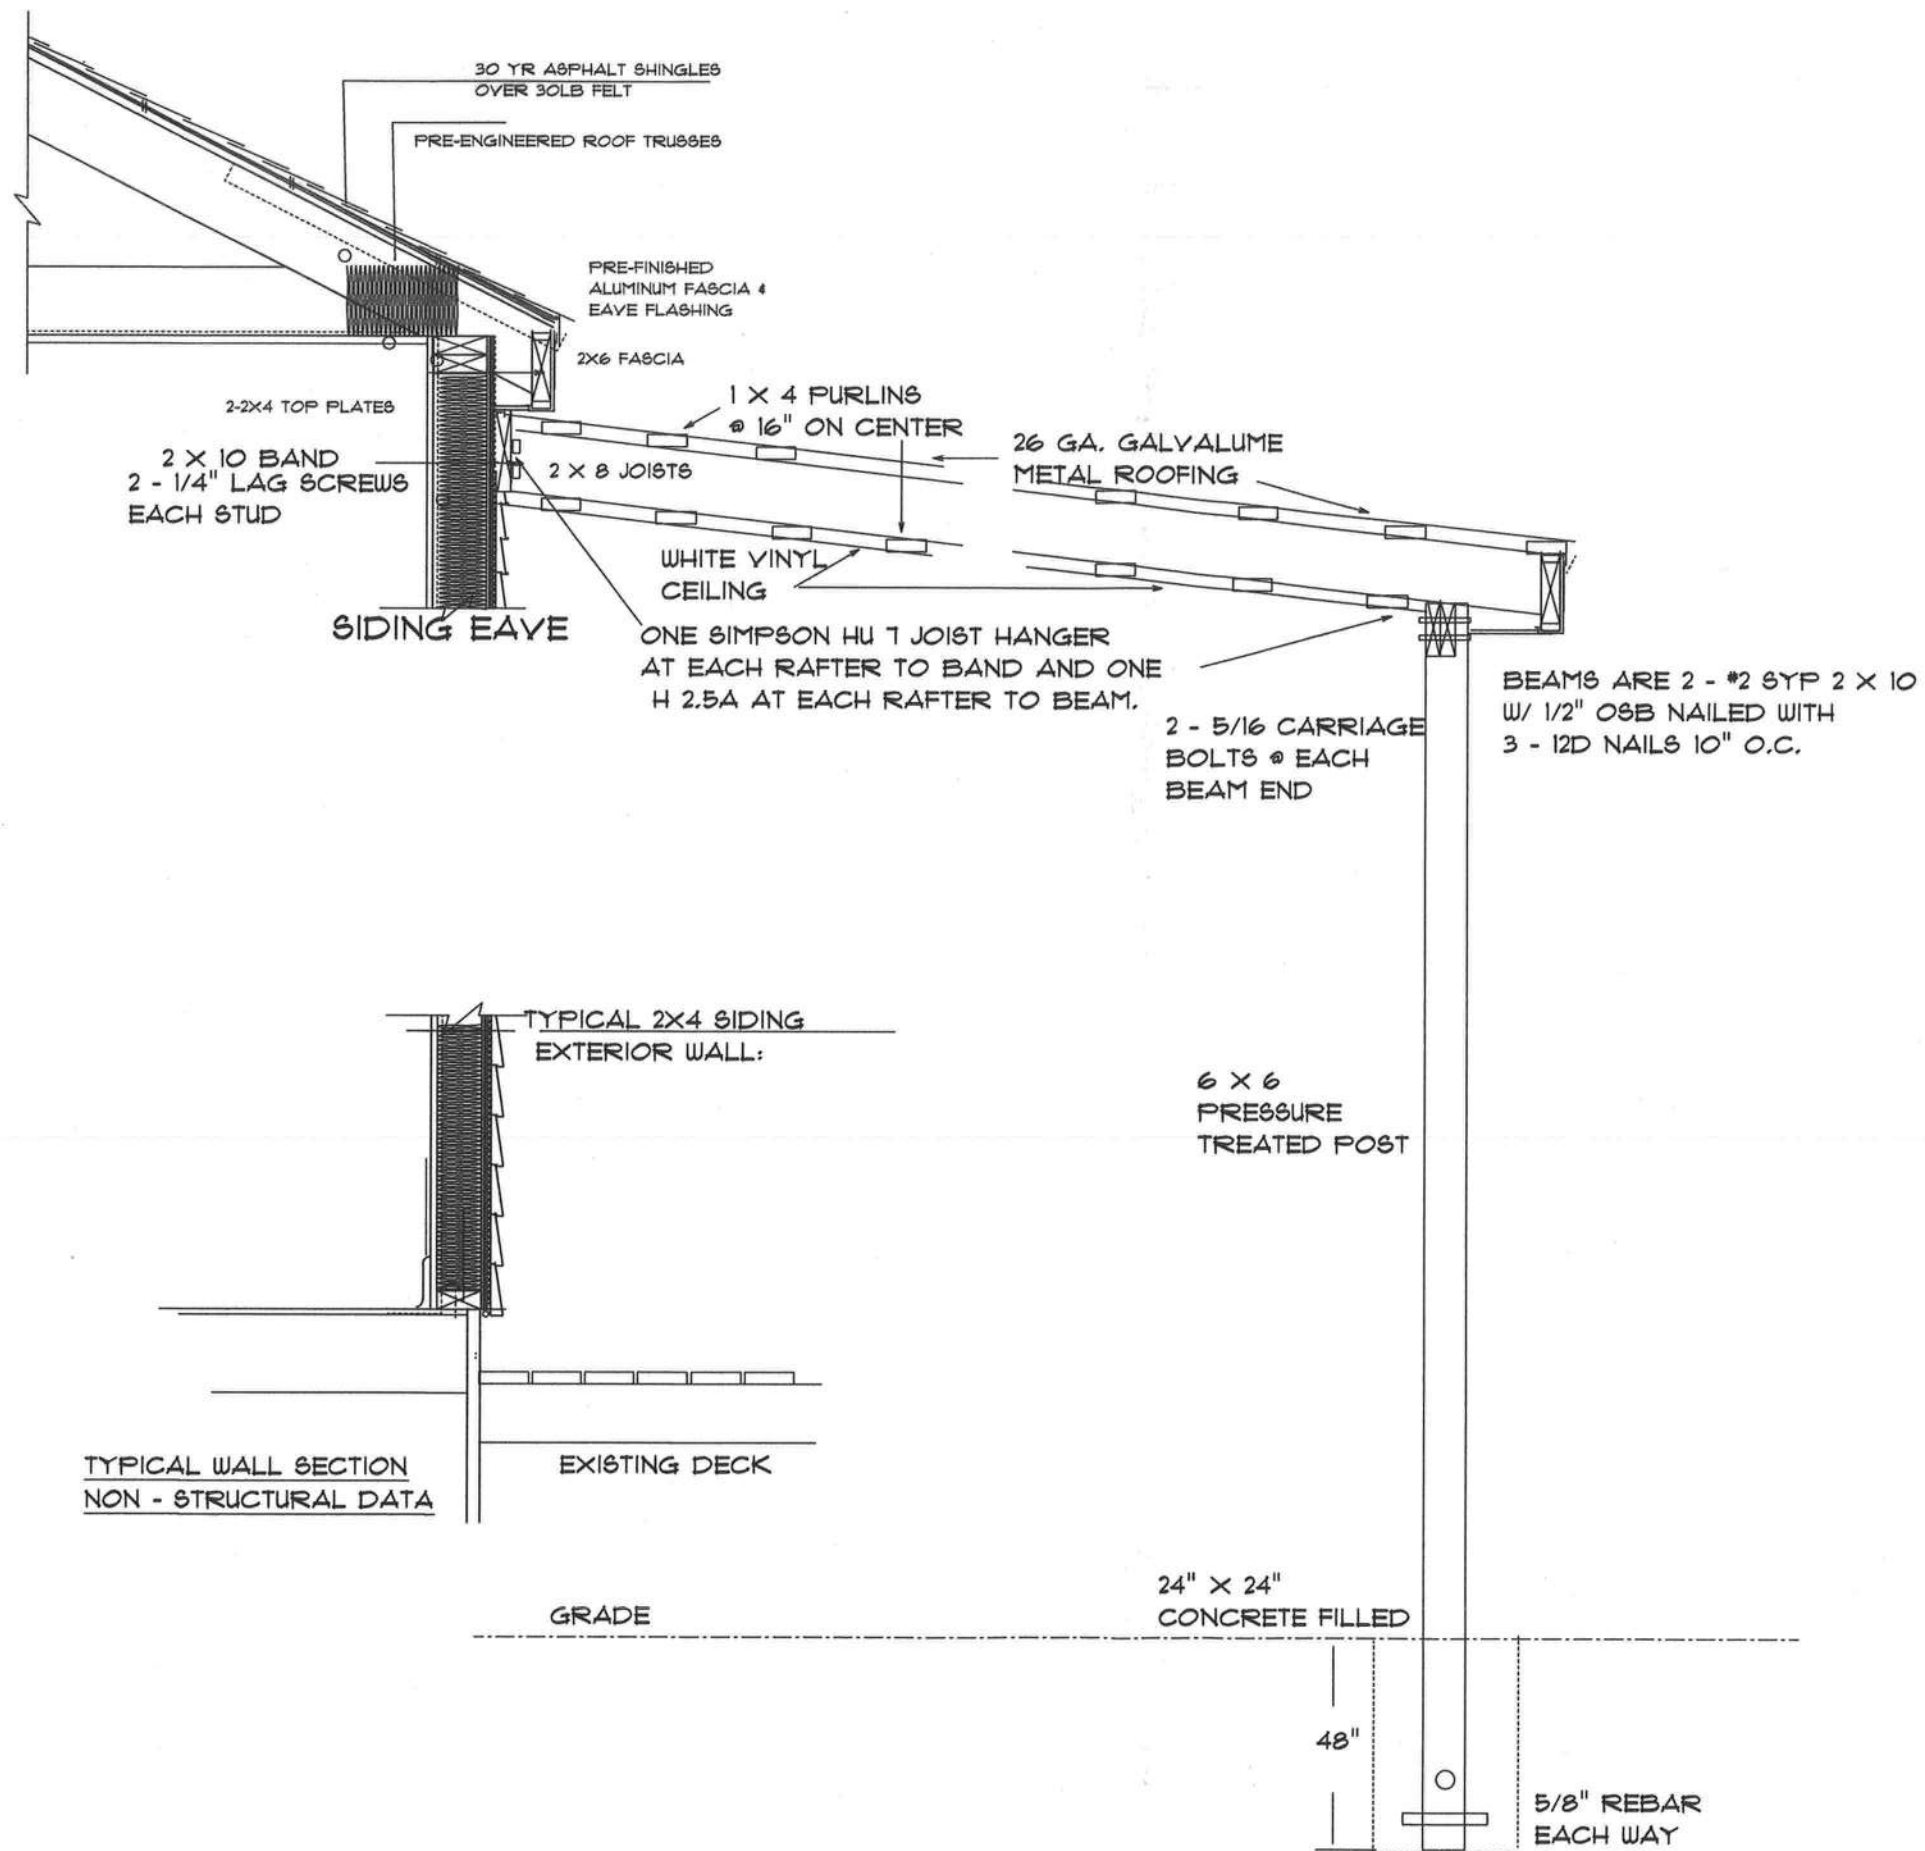 30 YR ASPHALT SHINGLES
OVER 30LB FELT
PRE-ENGINEERED ROOF TRUSSES
PRE-FINISHED
ALUMINUM FASCIA &
EAVE FLASHING
2X6 FASCIA
2-2X4 TOP PLATES
1 X 4 PURLINS
@ 16" ON CENTER
2 X 10 BAND
2 - 1/4" LAG SCREWS
EACH STUD
2 X 8 JOISTS
26 GA. GALVALUME
METAL ROOFING
WHITE VINYL
CEILING
SIDING EAVE
ONE SIMPSON HU 7 JOIST HANGER
AT EACH RAFTER TO BAND AND ONE
H 2.5A AT EACH RAFTER TO BEAM.
BEAMS ARE 2 - #2 SYP 2 X 10
W/ 1/2" OSB NAILED WITH
3 - 12D NAILS 10" O.C.
2 - 5/16 CARRIAGE
BOLTS @ EACH
BEAM END
TYPICAL 2X4 SIDING
EXTERIOR WALL:
6 X 6
PRESSURE
TREATED POST
TYPICAL WALL SECTION
NON - STRUCTURAL DATA
EXISTING DECK
24" X 24"
CONCRETE FILLED
GRADE
48"
5/8" REBAR
EACH WAY